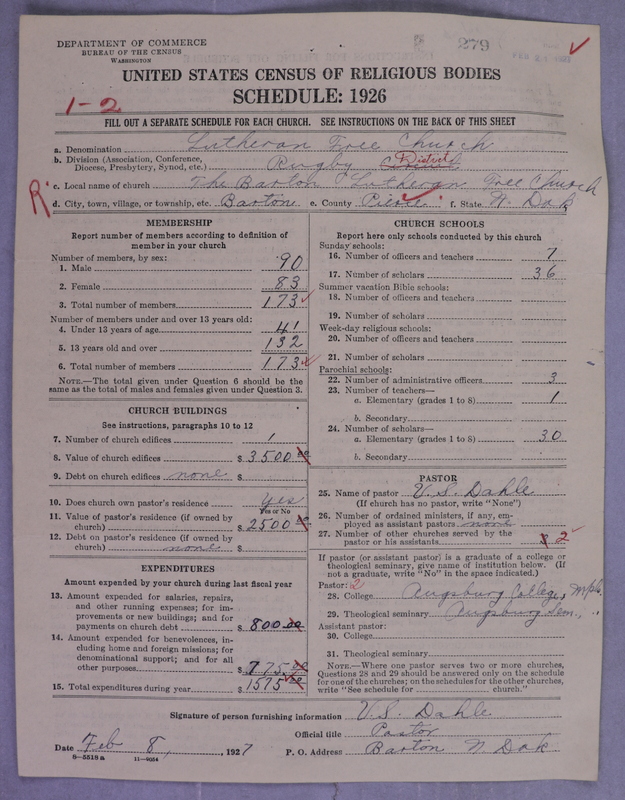 279
DEPARTMENT OF COMMERCE
BUREAU OF THE CENSUS
WASHINGTON
UNITED STATES CENSUS OF RELIGIOUS BODIES
SCHEDULE: 1926
1-2
FILL OUT A SEPARATE SCHEDULE FOR EACH CHURCH. SEE INSTRUCTIONS ON THE BACK OF THIS SHEET
a. Denomination Lutheran Free Church
b. Division (Association, Conference, Diocese, Presbytery, Synod, etc.) Rugby District
R c. Local name of church The Barton Lutheran Free Church
d. City, town, village, or township, etc. Barton e. County Pierce f. State N. Dak
MEMBERSHIP
Report number of members according to definition of member in your church
Number of members, by sex:
1. Male 90
2. Female 83
3. Total number of members 173
Number of members under and over 13 years old:
4. Under 13 years of age 41
5. 13 years old and over 132
6. Total number of members 173
NOTE.—The total given under Question 6 should be the same as the total of males and females given under Question 3.
CHURCH BUILDINGS
See instructions, paragraphs 10 to 12
7. Number of church edifices 1
8. Value of church edifices $ 3500 00
9. Debt on church edifices none $
10. Does church own pastor's residence yes
Yes or No
11. Value of pastor's residence (if owned by church) $ 2500 00
12. Debt on pastor's residence (if owned by church) none $
EXPENDITURES
Amount expended by your church during last fiscal year
13. Amount expended for salaries, repairs, and other running expenses; for improvements or new buildings; and for payments on church debt $ 800.00
14. Amount expended for benevolences, including home and foreign missions; for denominational support; and for all other purposes $ 775.00
15. Total expenditures during year $ 1575 00
CHURCH SCHOOLS
Report here only schools conducted by this church
Sunday schools:
16. Number of officers and teachers 7
17. Number of scholars 36
Summer vacation Bible schools:
18. Number of officers and teachers
19. Number of scholars
Week-day religious schools:
20. Number of officers and teachers
21. Number of scholars
Parochial schools:
22. Number of administrative officers 3
23. Number of teachers—
a. Elementary (grades 1 to 8) 1
b. Secondary
24. Number of scholars—
a. Elementary (grades 1 to 8) 30
b. Secondary
PASTOR
25. Name of pastor V. S. Dahle
(If church has no pastor, write "None")
26. Number of ordained ministers, if any, employed as assistant pastors none
27. Number of other churches served by the pastor or his assistants 2
If pastor (or assistant pastor) is a graduate of a college or theological seminary, give name of institution below. (If not a graduate, write "No" in the space indicated.)
Pastor: 2
28. College Augsburg College, Mpls.
29. Theological seminary Augsburg Sem.,
Assistant pastor:
30. College
31. Theological seminary
NOTE.—Where one pastor serves two or more churches, Questions 28 and 29 should be answered only on the schedule for one of the churches; on the schedules for the other churches, write "See schedule for church."
Signature of person furnishing information V. S. Dahle
Official title Pastor
Date Feb 8, 1927 P. O. Address Barton N. Dak
8-5518 a 11-9054